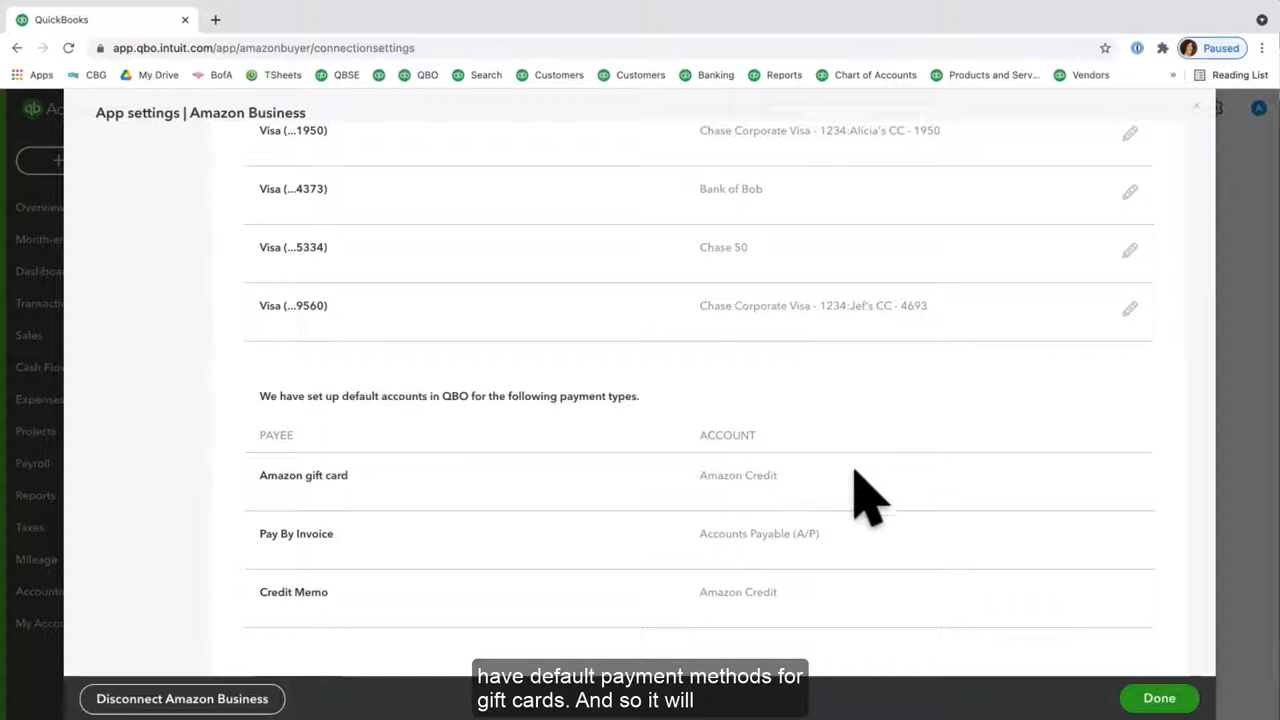 QuickBooks
app.qbo.intuit.com/app/amazonbuyer/connectionsettings
Paused
Apps CBG My Drive BofA TSheets QBSE QBO Search Customers Customers Banking Reports Chart of Accounts Products and Serv... Vendors » Reading List
qb
App settings | Amazon Business
Visa (...1950) Chase Corporate Visa - 1234:Alicia's CC - 1950
Visa (...4373) Bank of Bob
Overview
Month-en
Visa (...5334) Chase 50
Dashboar
Transactio
Visa (...9560) Chase Corporate Visa - 1234:Jef's CC - 4693
Sales
Cash Flo
Expenses
We have set up default accounts in QBO for the following payment types.
Projects
PAYEE ACCOUNT
Payroll
Amazon gift card Amazon Credit
Reports
Taxes
Pay By Invoice Accounts Payable (A/P)
Mileage
Accounti
Credit Memo Amazon Credit
My Accou
have default payment methods for
gift cards. And so it will
Disconnect Amazon Business
Done